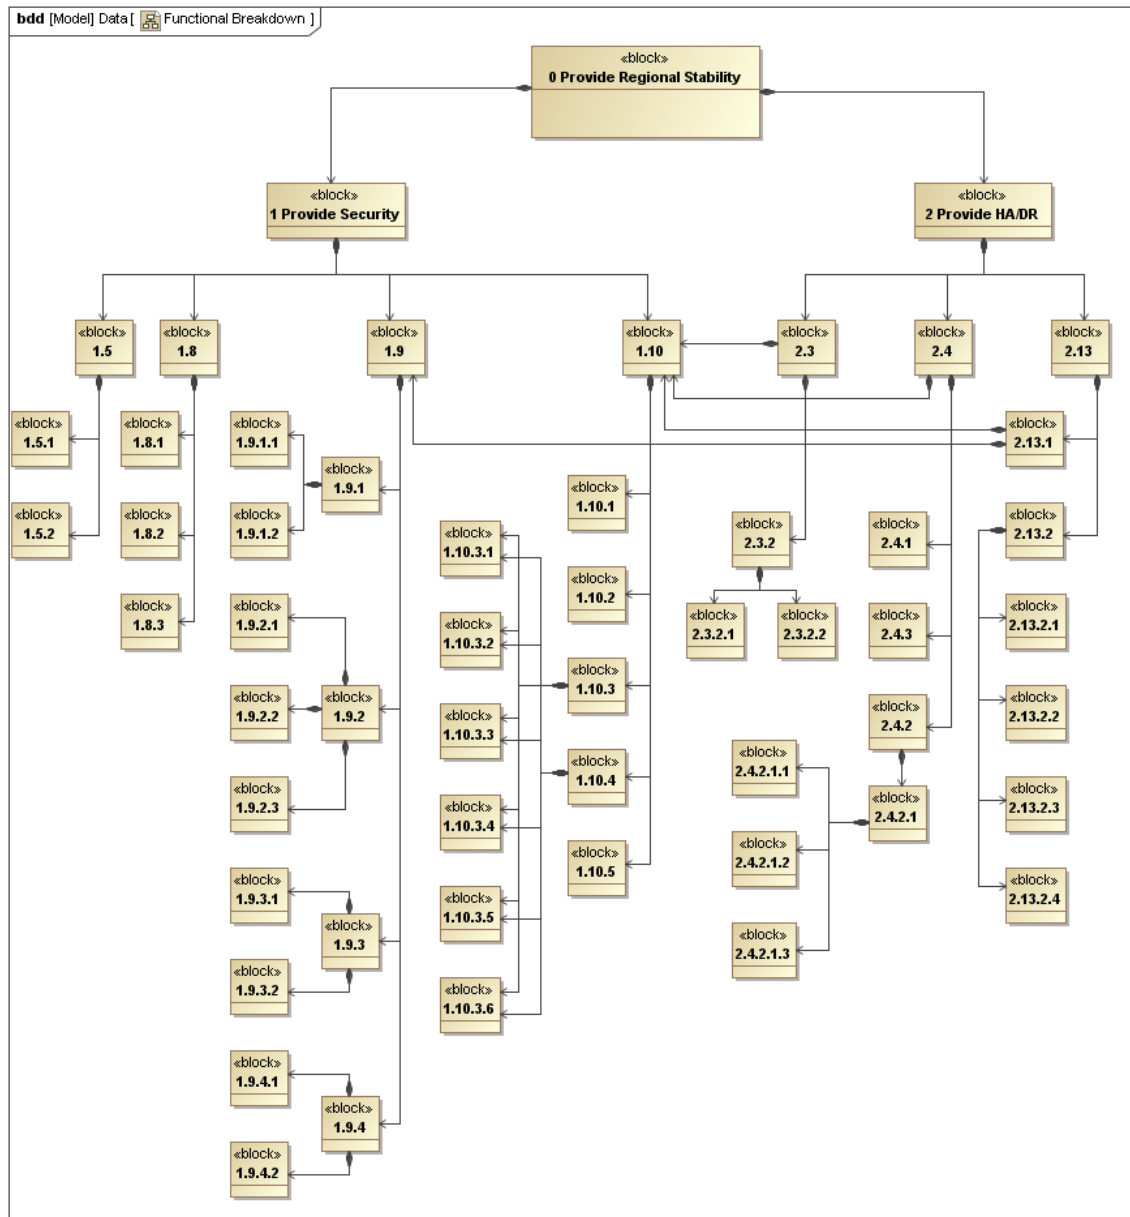 bdd [Model] Data [ Functional Breakdown ]
«block»
0 Provide Regional Stability
«block»
1 Provide Security
«block»
2 Provide HA/DR
«block»
1.5
«block»
1.8
«block»
1.9
«block»
1.10
«block»
2.3
«block»
2.4
«block»
2.13
«block»
1.5.1
«block»
1.5.2
«block»
1.8.1
«block»
1.8.2
«block»
1.8.3
«block»
1.9.1.1
«block»
1.9.1
«block»
1.9.1.2
«block»
1.9.2.1
«block»
1.9.2.2
«block»
1.9.2
«block»
1.9.2.3
«block»
1.9.3.1
«block»
1.9.3
«block»
1.9.3.2
«block»
1.9.4.1
«block»
1.9.4
«block»
1.9.4.2
«block»
1.10.3.1
«block»
1.10.3.2
«block»
1.10.3.3
«block»
1.10.3.4
«block»
1.10.3.5
«block»
1.10.3.6
«block»
1.10.1
«block»
1.10.2
«block»
1.10.3
«block»
1.10.4
«block»
1.10.5
«block»
2.3.2
«block»
2.3.2.1
«block»
2.3.2.2
«block»
2.4.1
«block»
2.4.3
«block»
2.4.2
«block»
2.4.2.1
«block»
2.4.2.1.1
«block»
2.4.2.1.2
«block»
2.4.2.1.3
«block»
2.13.1
«block»
2.13.2
«block»
2.13.2.1
«block»
2.13.2.2
«block»
2.13.2.3
«block»
2.13.2.4